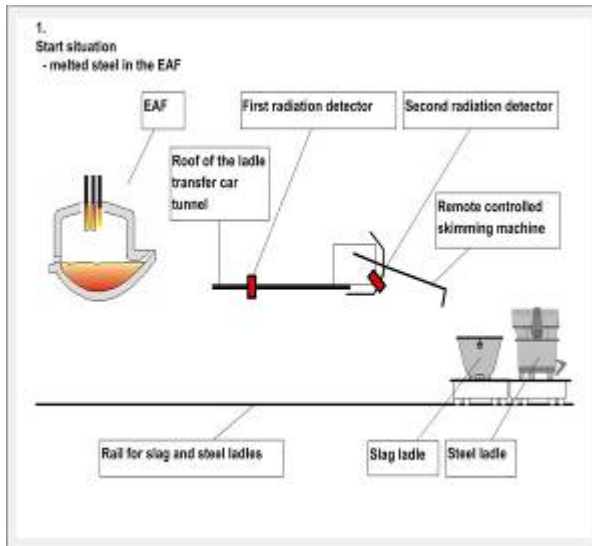 1.
Start situation
- melted steel in the EAF
EAF
First radiation detector
Second radiation detector
Roof of the ladle
transfer car
tunnel
Remote controlled
skimming machine
Rail for slag and steel ladles
Slag ladle
Steel ladle